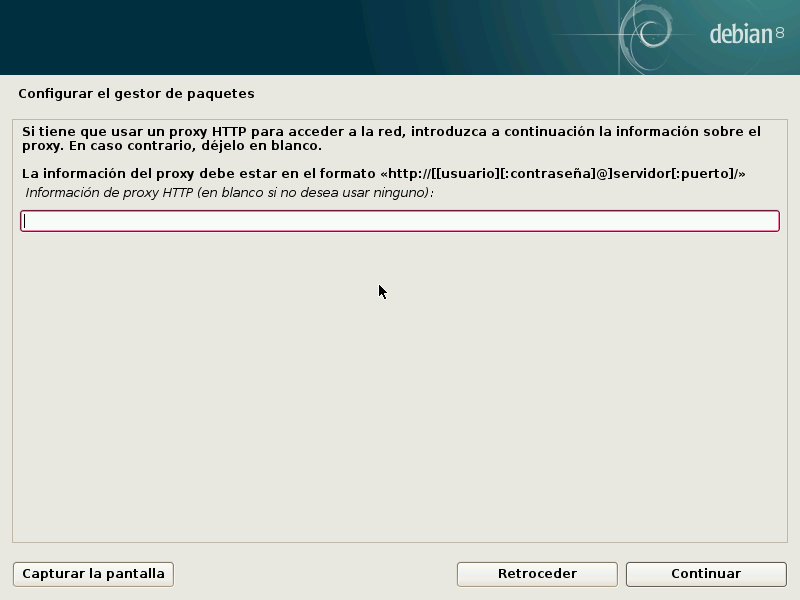 debian 8
Configurar el gestor de paquetes
Si tiene que usar un proxy HTTP para acceder a la red, introduzca a continuación la información sobre el
proxy. En caso contrario, déjelo en blanco.
La información del proxy debe estar en el formato «http://[[usuario][:contraseña]@]servidor[:puerto]/»
Información de proxy HTTP (en blanco si no desea usar ninguno):
Capturar la pantalla
Retroceder
Continuar